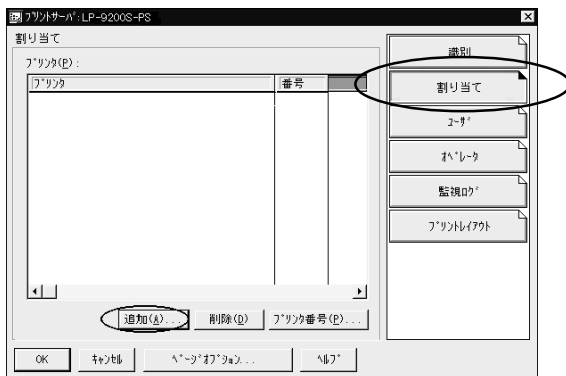 ﾌﾟﾘﾝﾄｻｰﾊﾞ:LP-9200S-PS
割り当て
ﾌﾟﾘﾝﾀ(P):
ﾌﾟﾘﾝﾀ 番号
追加(A)... 削除(D) ﾌﾟﾘﾝﾀ番号(P)...
OK ｷｬﾝｾﾙ ﾍﾟｰｼﾞｵﾌﾟｼｮﾝ... ﾍﾙﾌﾟ
識別
割り当て
ﾕｰｻﾞ
ｵﾍﾟﾚｰﾀ
監視ﾛｸﾞ
ﾌﾟﾘﾝﾄﾚｲｱｳﾄ